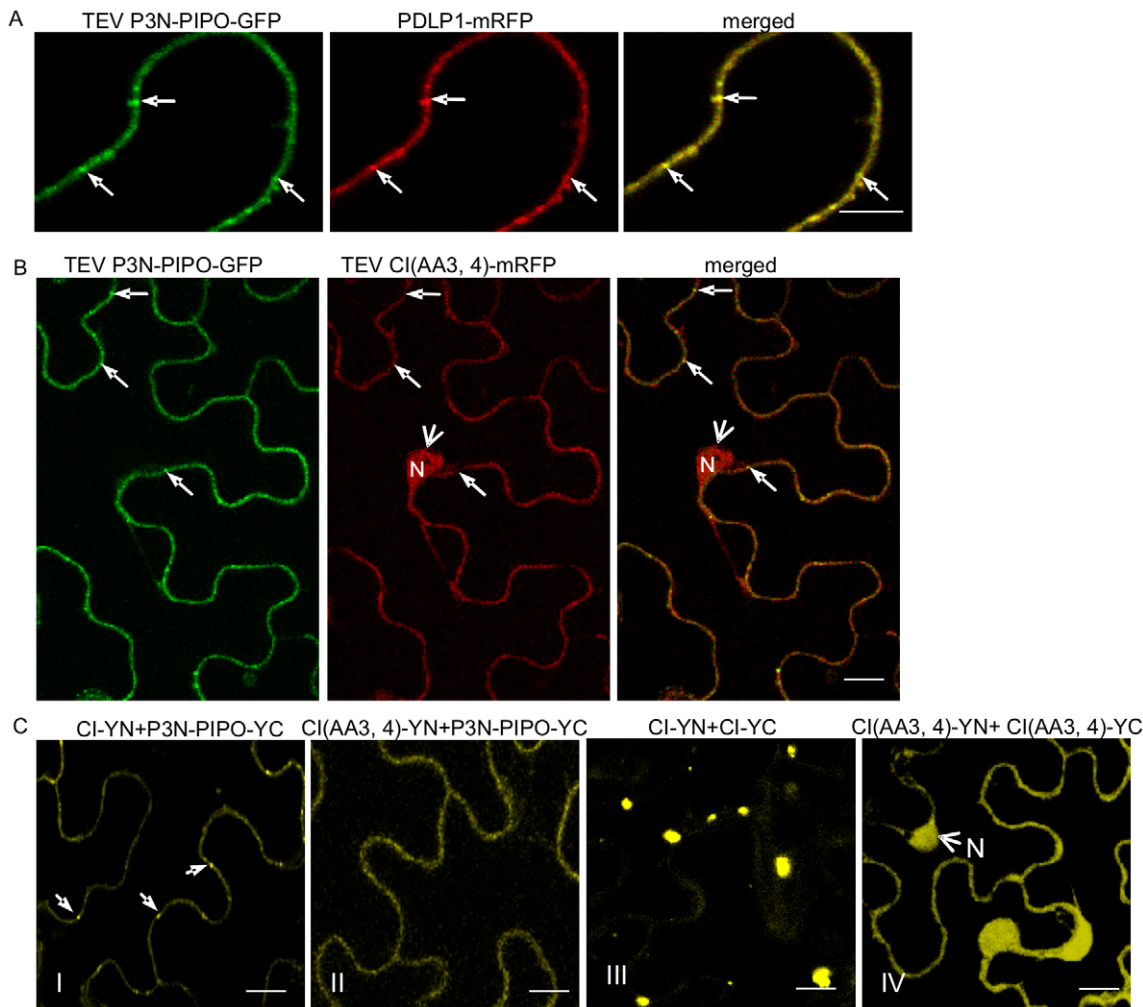 A
TEV P3N-PIPO-GFP PDLP1-mRFP merged
B
TEV P3N-PIPO-GFP TEV CI(AA3, 4)-mRFP merged
N N
C
CI-YN+P3N-PIPO-YC CI(AA3, 4)-YN+P3N-PIPO-YC CI-YN+CI-YC CI(AA3, 4)-YN+ CI(AA3, 4)-YC
N
I II III IV